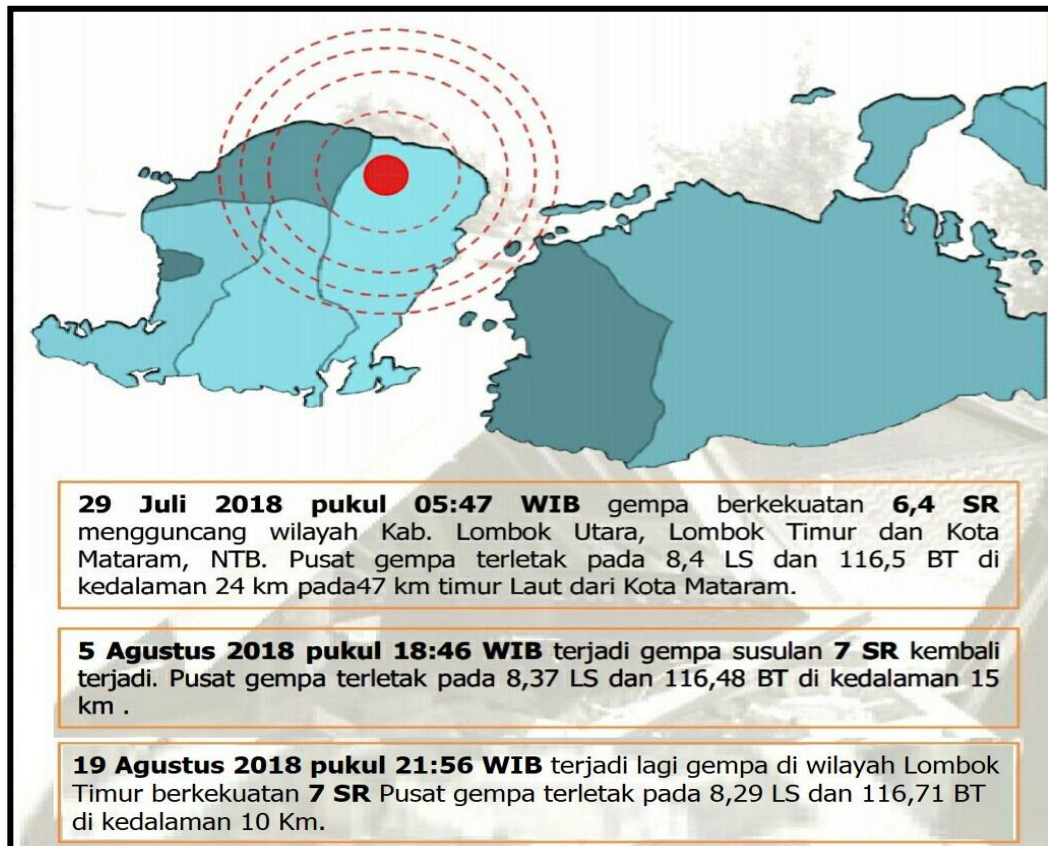 29 Juli 2018 pukul 05:47 WIB gempa berkekuatan 6,4 SR
mengguncang wilayah Kab. Lombok Utara, Lombok Timur dan Kota
Mataram, NTB. Pusat gempa terletak pada 8,4 LS dan 116,5 BT di
kedalaman 24 km pada47 km timur Laut dari Kota Mataram.
5 Agustus 2018 pukul 18:46 WIB terjadi gempa susulan 7 SR kembali
terjadi. Pusat gempa terletak pada 8,37 LS dan 116,48 BT di kedalaman 15
km .
19 Agustus 2018 pukul 21:56 WIB terjadi lagi gempa di wilayah Lombok
Timur berkekuatan 7 SR Pusat gempa terletak pada 8,29 LS dan 116,71 BT
di kedalaman 10 Km.